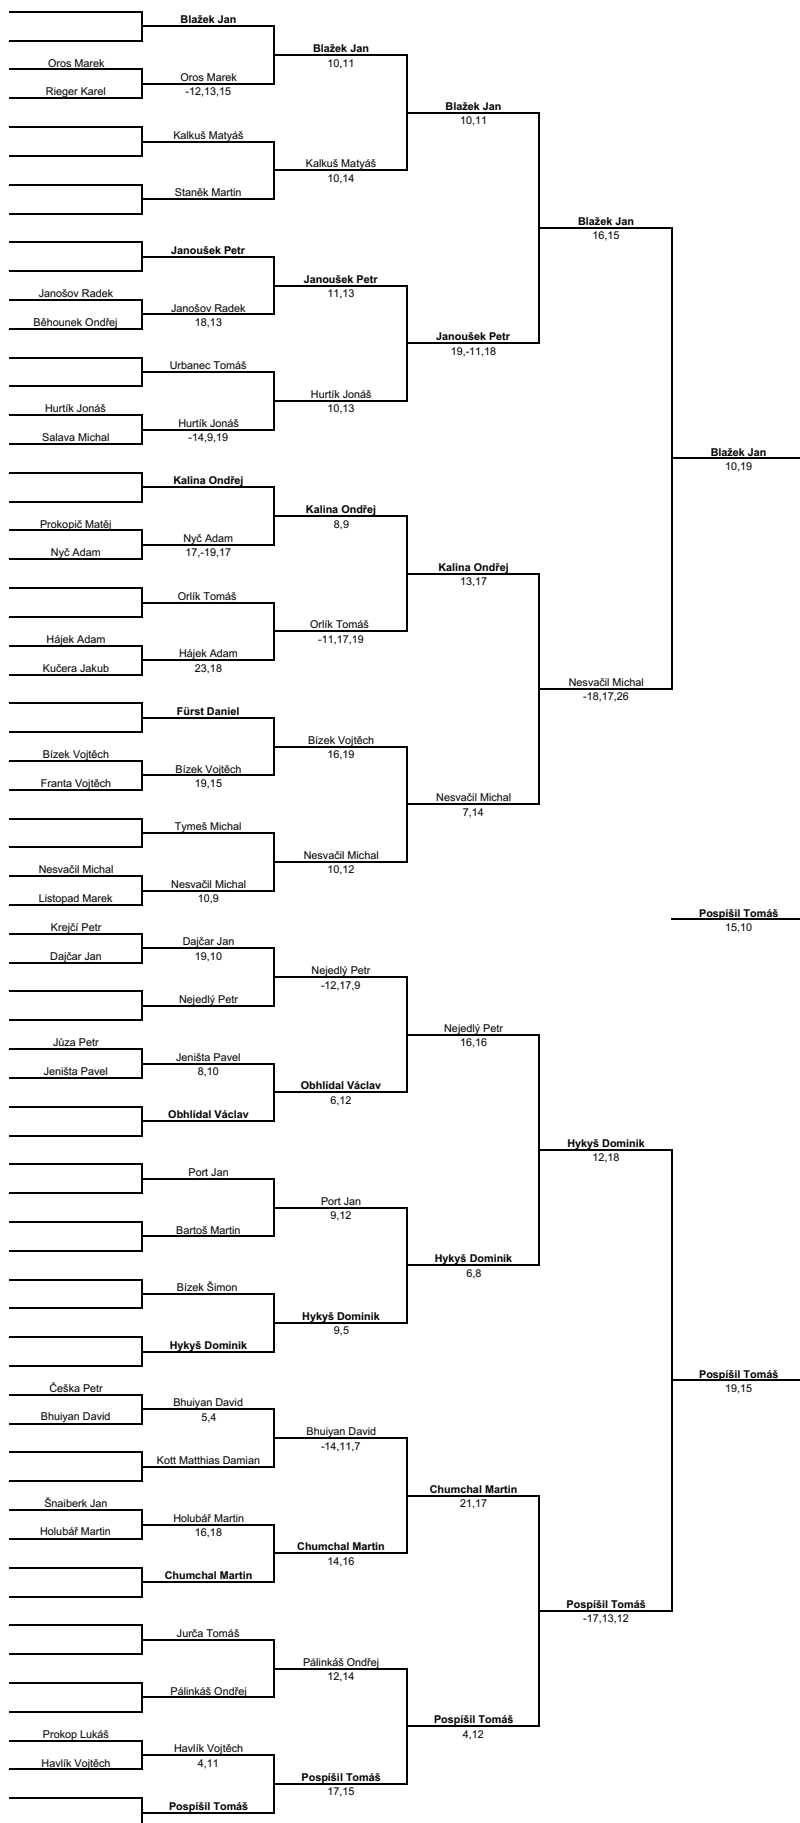 Blažek Jan
Blažek Jan
10,11
Oros Marek
Oros Marek
-12,13,15
Rieger Karel
Blažek Jan
10,11
Kalkuš Matyáš
Kalkuš Matyáš
10,14
Staněk Martin
Blažek Jan
16,15
Janoušek Petr
Janoušek Petr
11,13
Janošov Radek
Janošov Radek
18,13
Běhounek Ondřej
Janoušek Petr
19,-11,18
Urbanec Tomáš
Hurtík Jonáš
10,13
Hurtík Jonáš
Hurtík Jonáš
-14,9,19
Salava Michal
Blažek Jan
10,19
Kalina Ondřej
Kalina Ondřej
8,9
Prokopič Matěj
Nyč Adam
17,-19,17
Nyč Adam
Kalina Ondřej
13,17
Orlík Tomáš
Orlík Tomáš
-11,17,19
Hájek Adam
Hájek Adam
23,18
Kučera Jakub
Nesvačil Michal
-18,17,26
Fürst Daniel
Bízek Vojtěch
16,19
Bízek Vojtěch
Bízek Vojtěch
19,15
Franta Vojtěch
Nesvačil Michal
7,14
Tymeš Michal
Nesvačil Michal
10,12
Nesvačil Michal
Nesvačil Michal
10,9
Listopad Marek
Pospíšil Tomáš
15,10
Krejčí Petr
Dajčar Jan
19,10
Dajčar Jan
Nejedlý Petr
-12,17,9
Nejedlý Petr
Nejedlý Petr
16,16
Jůza Petr
Jeništa Pavel
8,10
Jeništa Pavel
Obhlídal Václav
6,12
Obhlídal Václav
Hykyš Dominik
12,18
Port Jan
Port Jan
9,12
Bartoš Martin
Hykyš Dominik
6,8
Bízek Šimon
Hykyš Dominik
9,5
Hykyš Dominik
Pospíšil Tomáš
19,15
Češka Petr
Bhuiyan David
5,4
Bhuiyan David
Bhuiyan David
-14,11,7
Kott Matthias Damian
Chumchal Martin
21,17
Šnaiberk Jan
Holubář Martin
16,18
Holubář Martin
Chumchal Martin
14,16
Chumchal Martin
Pospíšil Tomáš
-17,13,12
Jurča Tomáš
Pálinkáš Ondřej
12,14
Pálinkáš Ondřej
Pospíšil Tomáš
4,12
Prokop Lukáš
Havlík Vojtěch
4,11
Havlík Vojtěch
Pospíšil Tomáš
17,15
Pospíšil Tomáš